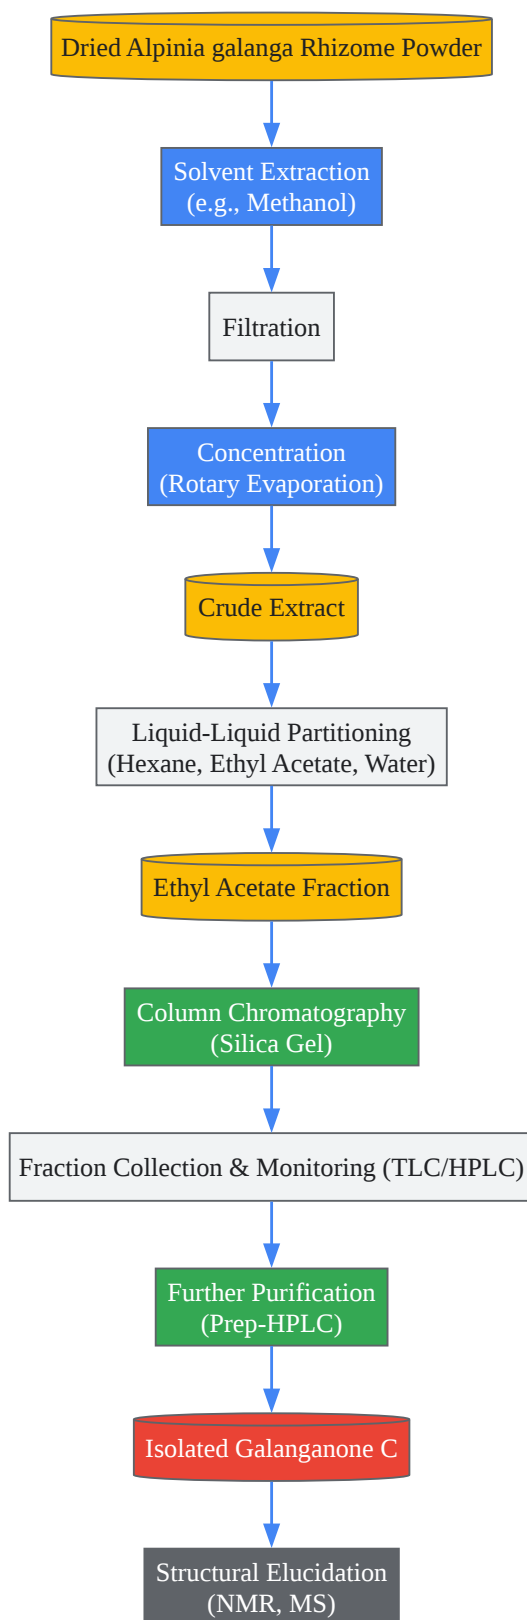 Dried Alpinia galanga Rhizome Powder
Solvent Extraction
(e.g., Methanol)
Filtration
Concentration
(Rotary Evaporation)
Crude Extract
Liquid-Liquid Partitioning
(Hexane, Ethyl Acetate, Water)
Ethyl Acetate Fraction
Column Chromatography
(Silica Gel)
Fraction Collection & Monitoring (TLC/HPLC)
Further Purification
(Prep-HPLC)
Isolated Galanganone C
Structural Elucidation
(NMR, MS)